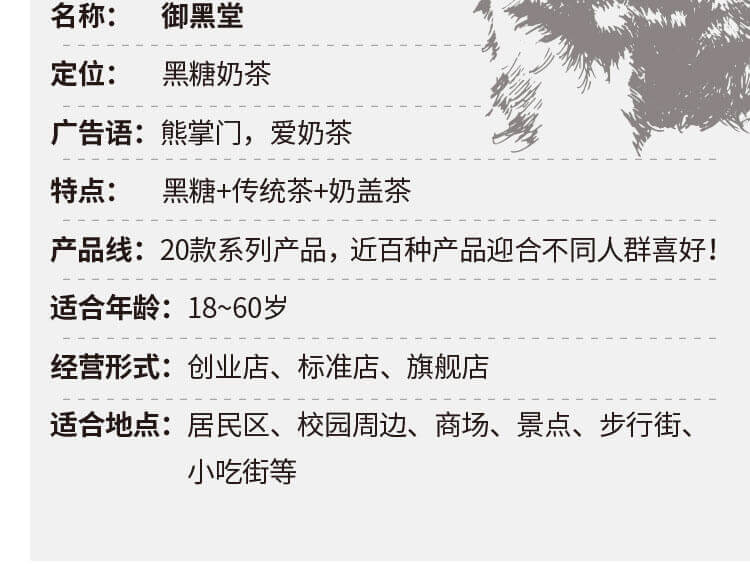 名称： 御黑堂
定位： 黑糖奶茶
广告语：熊掌门，爱奶茶
特点： 黑糖+传统茶+奶盖茶
产品线：20款系列产品，近百种产品迎合不同人群喜好！
适合年龄：18~60岁
经营形式：创业店、标准店、旗舰店
适合地点：居民区、校园周边、商场、景点、步行街、
小吃街等